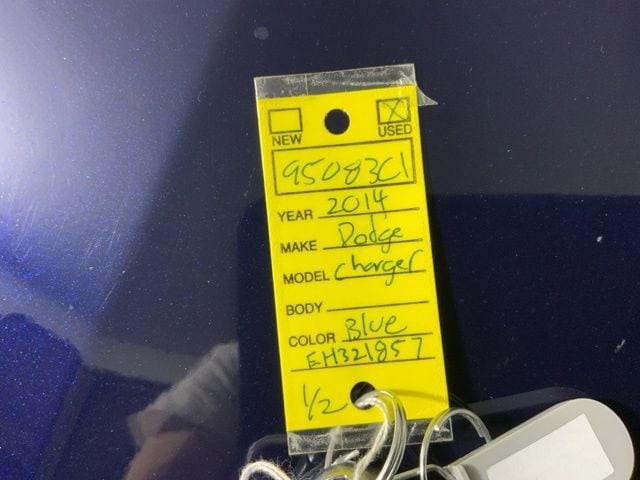 NEW USED
95083C1
YEAR 2014
MAKE Dodge
MODEL Charger
BODY
COLOR Blue
EH321857
1/2